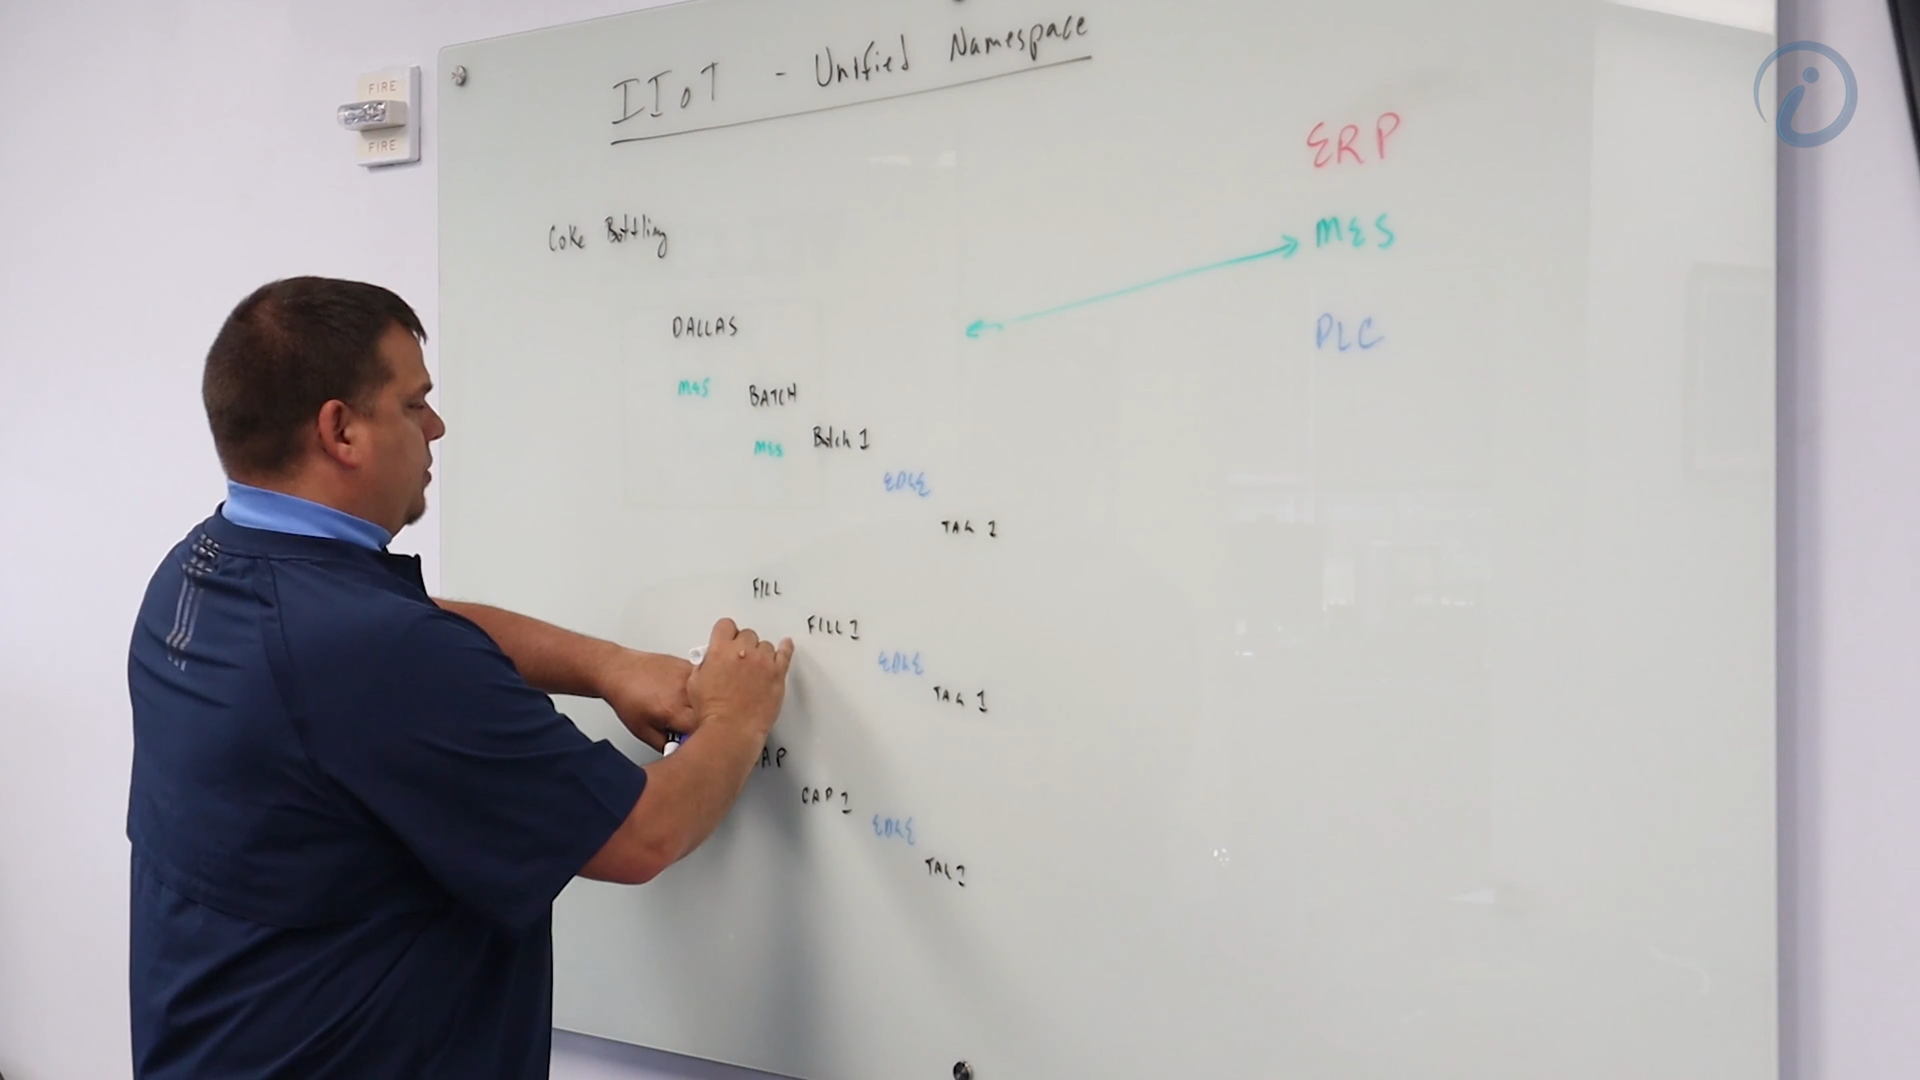 FIRE
FIRE
IIoT - Unified Namespace
ERP
MES
PLC
Coke Bottling
DALLAS
MES BATCH
MES Batch 1
EDGE
TAG 1
FILL
FILL 1
EDGE
TAG 1
AP
CAP 1
EDGE
TAG 1